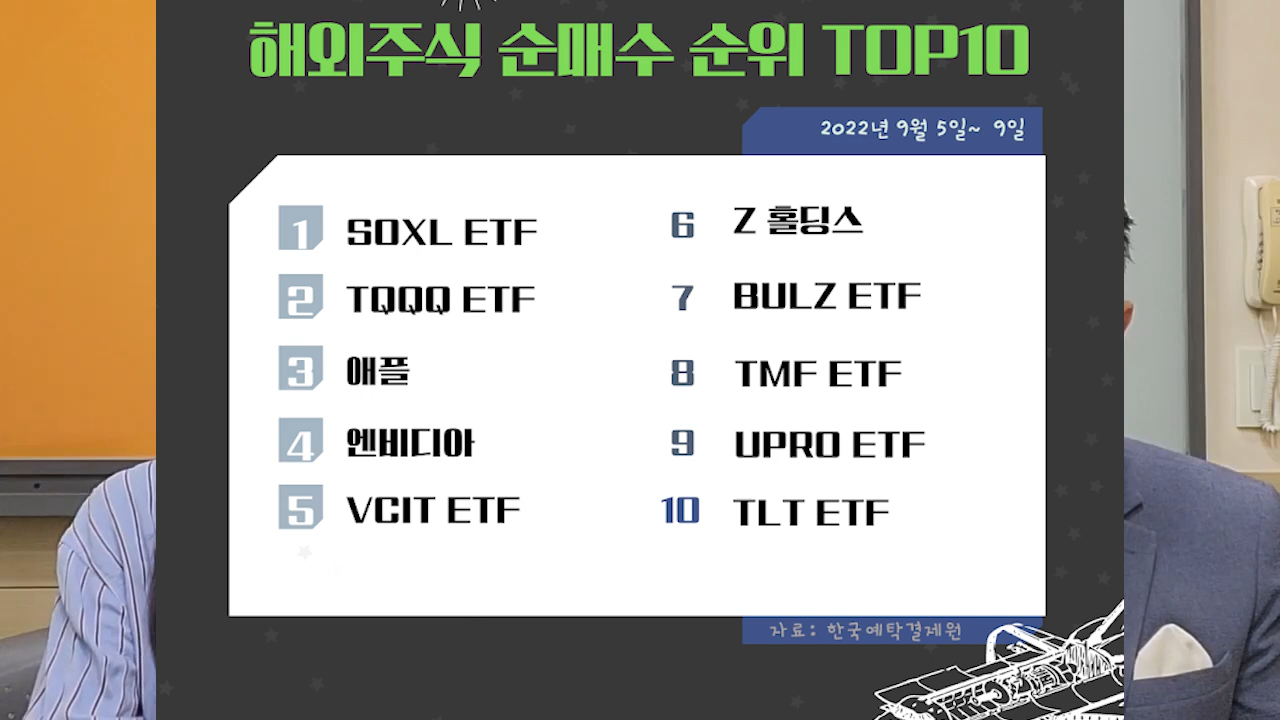 해외주식 순매수 순위 TOP10
2022년 9월 5일~ 9일
1 SOXL ETF
2 TQQQ ETF
3 애플
4 엔비디아
5 VCIT ETF
6 Z 홀딩스
7 BULZ ETF
8 TMF ETF
9 UPRO ETF
10 TLT ETF
자료: 한국예탁결제원